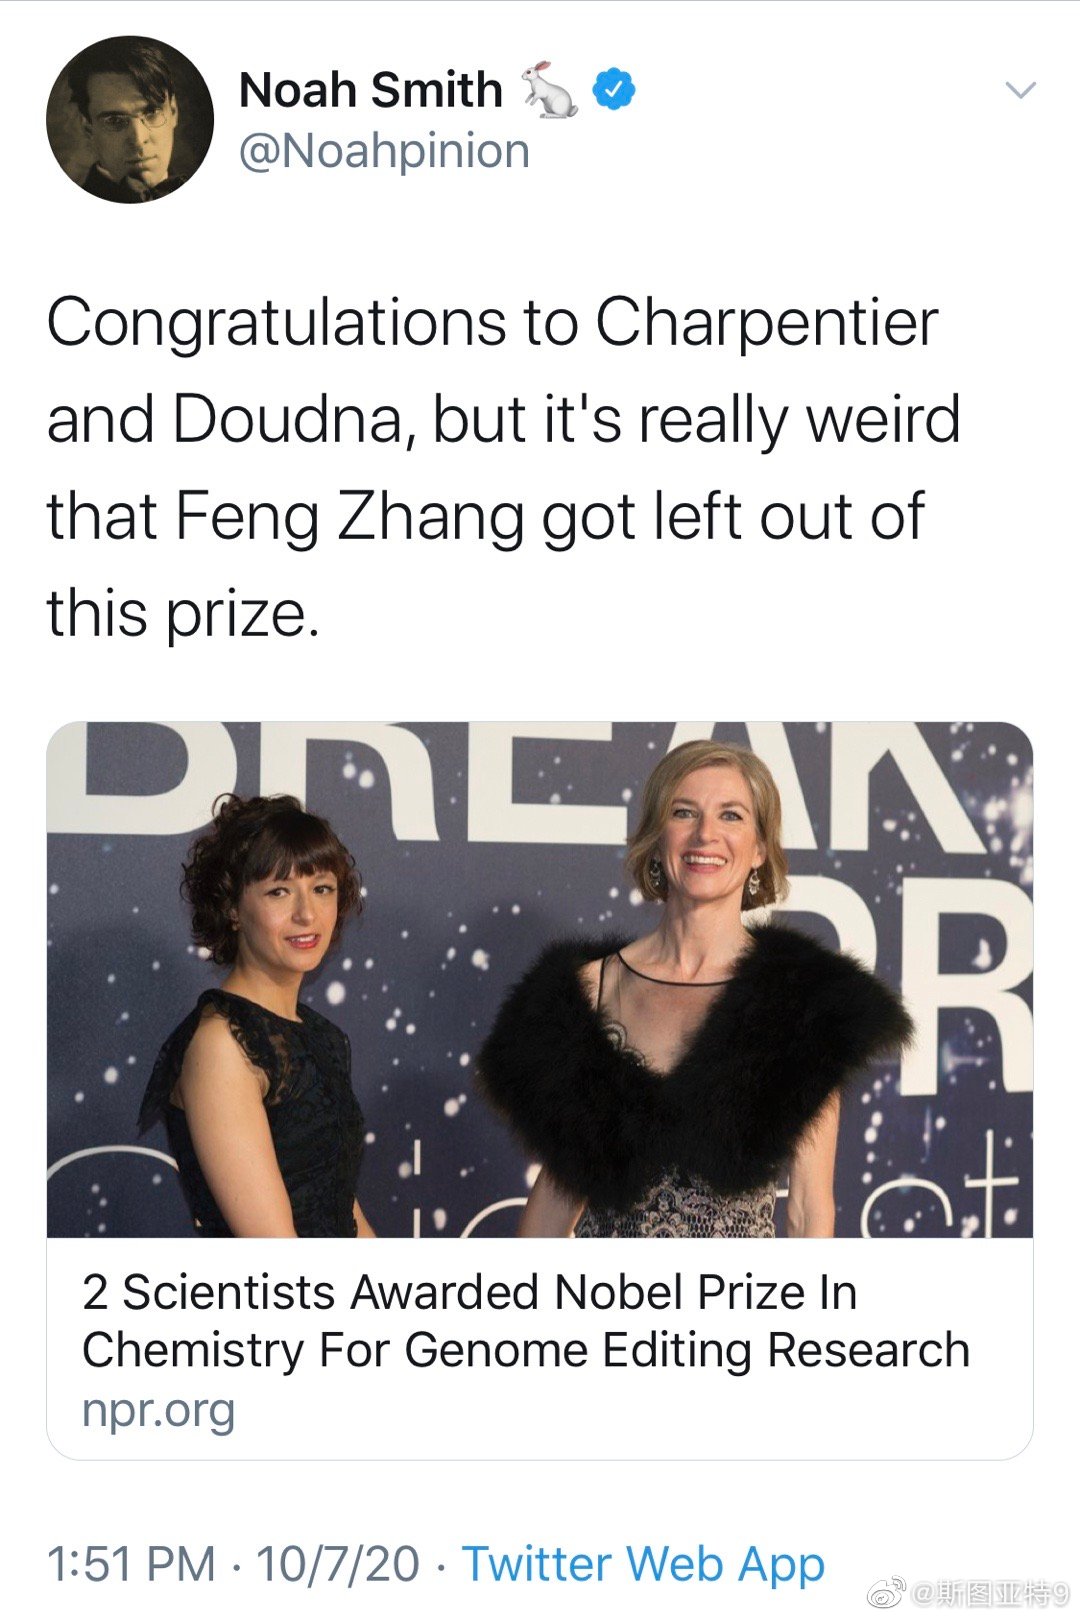 Noah Smith
@Noahpinion
Congratulations to Charpentier
and Doudna, but it's really weird
that Feng Zhang got left out of
this prize.
BREAK
R
2 Scientists Awarded Nobel Prize In
Chemistry For Genome Editing Research
npr.org
1:51 PM · 10/7/20 · Twitter Web App
@斯图亚特9